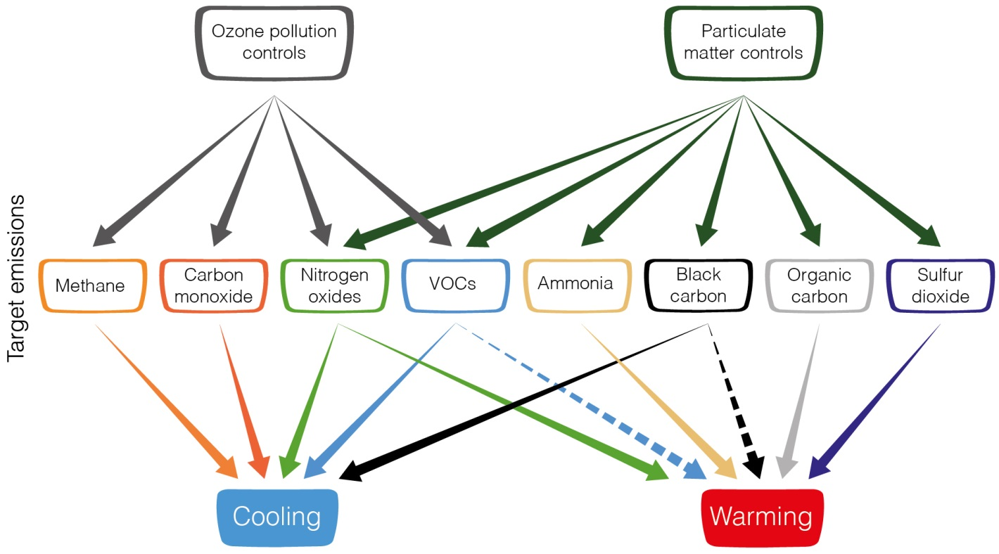 Ozone pollution
controls
Particulate
matter controls
Target emissions
Methane
Carbon
monoxide
Nitrogen
oxides
VOCs
Ammonia
Black
carbon
Organic
carbon
Sulfur
dioxide
Cooling
Warming